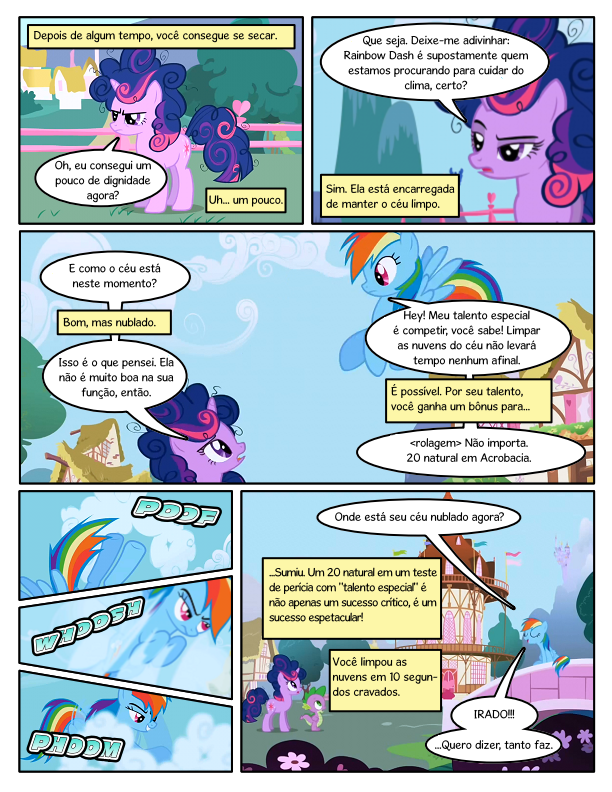 Depois de algum tempo, você consegue se secar.
Oh, eu consegui um
pouco de dignidade
agora?
Uh... um pouco.
Que seja. Deixe-me adivinhar:
Rainbow Dash é supostamente quem
estamos procurando para cuidar do
clima, certo?
Sim. Ela está encarregada
de manter o céu limpo.
E como o céu está
neste momento?
Bom, mas nublado.
Isso é o que pensei. Ela
não é muito boa na sua
função, então.
Hey! Meu talento especial
é competir, você sabe! Limpar
as nuvens do céu não levará
tempo nenhum afinal.
É possível. Por seu talento,
você ganha um bônus para...
<rolagem> Não importa.
20 natural em Acrobacia.
POOF
WHOOSH
PHOOM
Onde está seu céu nublado agora?
...Sumiu. Um 20 natural em um teste
de perícia com "talento especial" é
não apenas um sucesso crítico, é um
sucesso espetacular!
Você limpou as
nuvens em 10 segun-
dos cravados.
IRADO!!!
...Quero dizer, tanto faz.